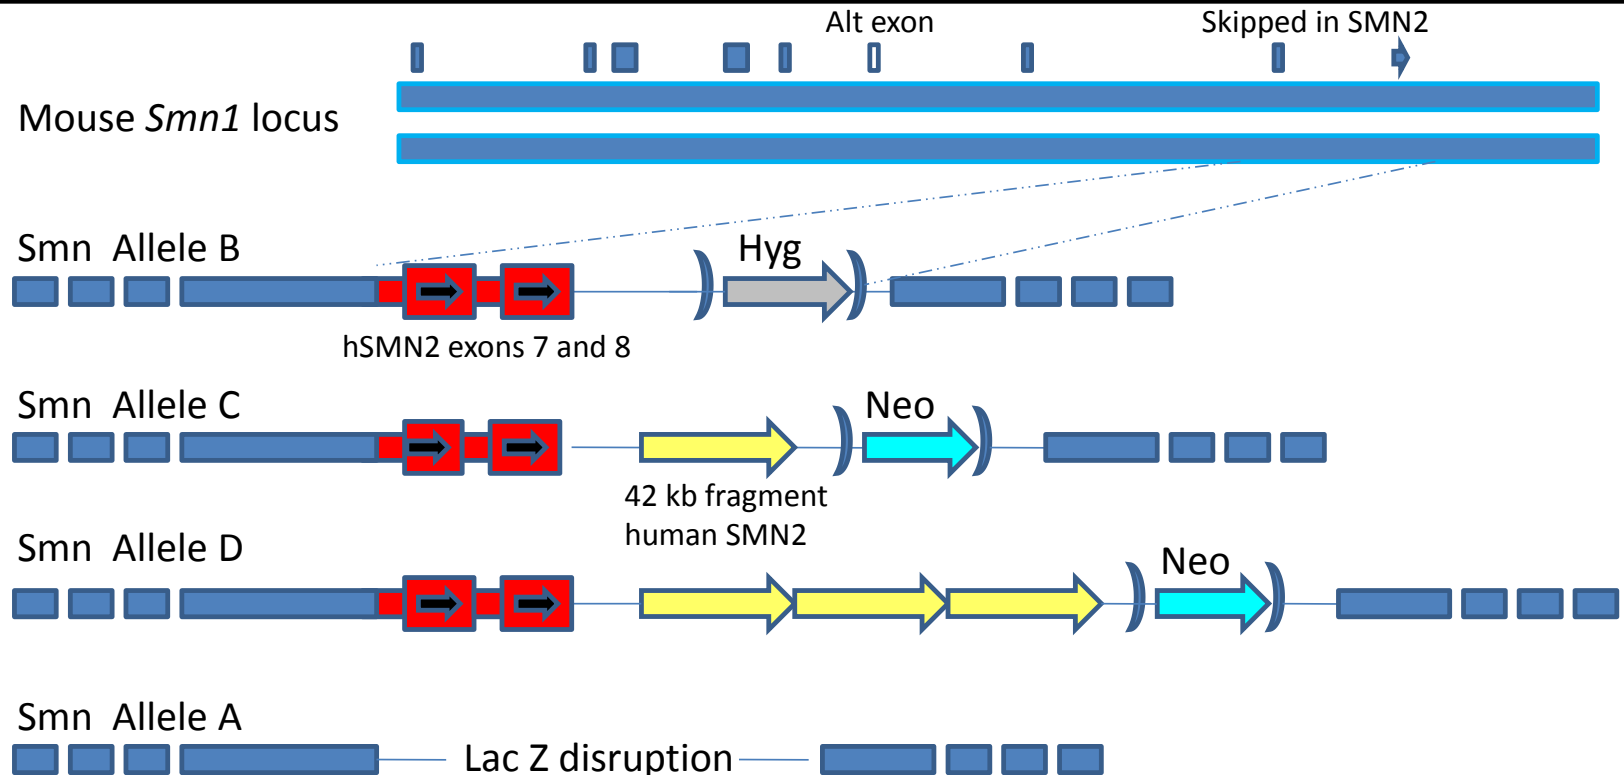 Alt exon
Skipped in SMN2
Mouse Smn1 locus
Smn Allele B
Hyg
hSMN2 exons 7 and 8
Smn Allele C
Neo
42 kb fragment
human SMN2
Smn Allele D
Neo
Smn Allele A
Lac Z disruption